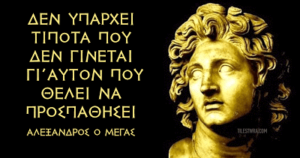 ΔΕΝ ΥΠΑΡΧΕΙ
ΤΙΠΟΤΑ ΠΟΥ
ΔΕΝ ΓΙΝΕΤΑΙ
ΓΙ'ΑΥΤΟΝ ΠΟΥ
ΘΕΛΕΙ ΝΑ
ΠΡΟΣΠΑΘΗΣΕΙ
ΑΛΕΞΑΝΔΡΟΣ Ο ΜΕΓΑΣ